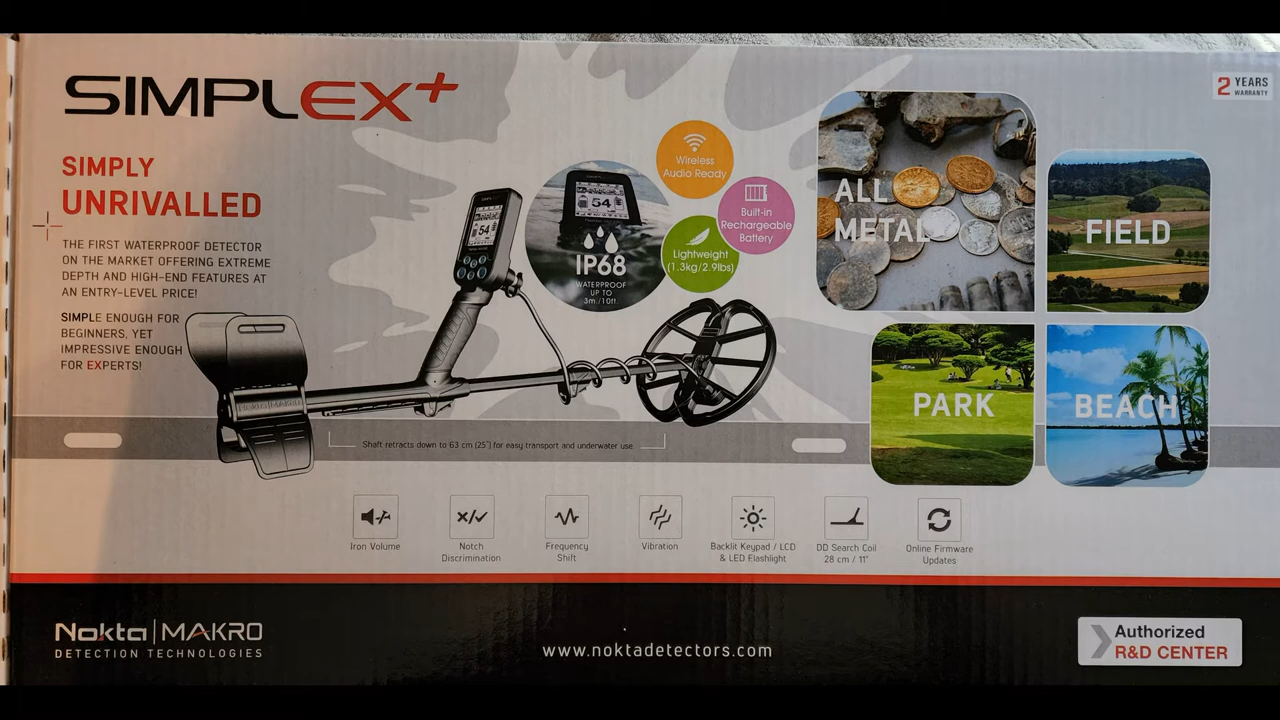 SIMPLEX+
2 YEARS
WARRANTY
SIMPLY
UNRIVALLED
THE FIRST WATERPROOF DETECTOR
ON THE MARKET OFFERING EXTREME
DEPTH AND HIGH-END FEATURES AT
AN ENTRY-LEVEL PRICE!
SIMPLE ENOUGH FOR
BEGINNERS, YET
IMPRESSIVE ENOUGH
FOR EXPERTS!
54
54
IP68
WATERPROOF
UP TO
3m./10ft.
Wireless
Audio Ready
Built-in
Rechargeable
Battery
Lightweight
(1.3kg/2.9lbs)
ALL
METAL
FIELD
PARK
BEACH
Nokta|MAKRO
Shaft retracts down to 63 cm (25") for easy transport and underwater use
Iron Volume
Notch
Discrimination
Frequency
Shift
Vibration
Backlit Keypad / LCD
& LED Flashlight
DD Search Coil
28 cm / 11"
Online Firmware
Updates
Nokta|MAKRO
DETECTION TECHNOLOGIES
www.noktadetectors.com
Authorized
R&D CENTER